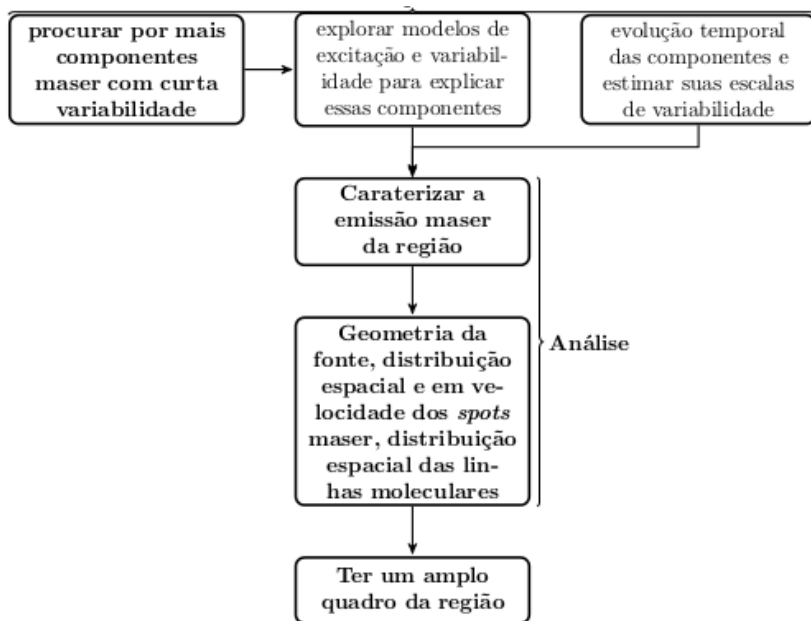 procurar por mais
componentes
maser com curta
variabilidade
explorar modelos de
excitação e variabil-
idade para explicar
essas componentes
evolução temporal
das componentes e
estimar suas escalas
de variabilidade
Caraterizar a
emissão maser
da região
Geometria da
fonte, distribuição
espacial e em ve-
locidade dos spots
maser, distribuição
espacial das lin-
has moleculares
Análise
Ter um amplo
quadro da região